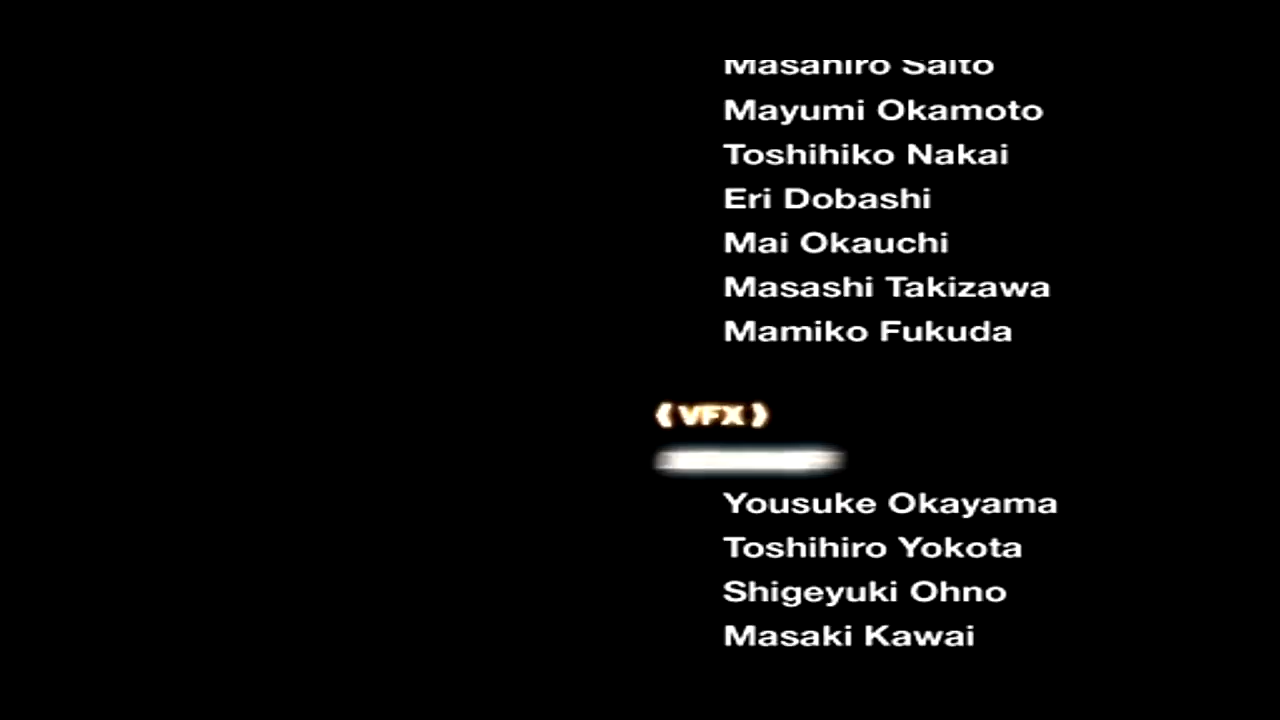 Masahiro Saito
Mayumi Okamoto
Toshihiko Nakai
Eri Dobashi
Mai Okauchi
Masashi Takizawa
Mamiko Fukuda
《VFX》
Yousuke Okayama
Toshihiro Yokota
Shigeyuki Ohno
Masaki Kawai